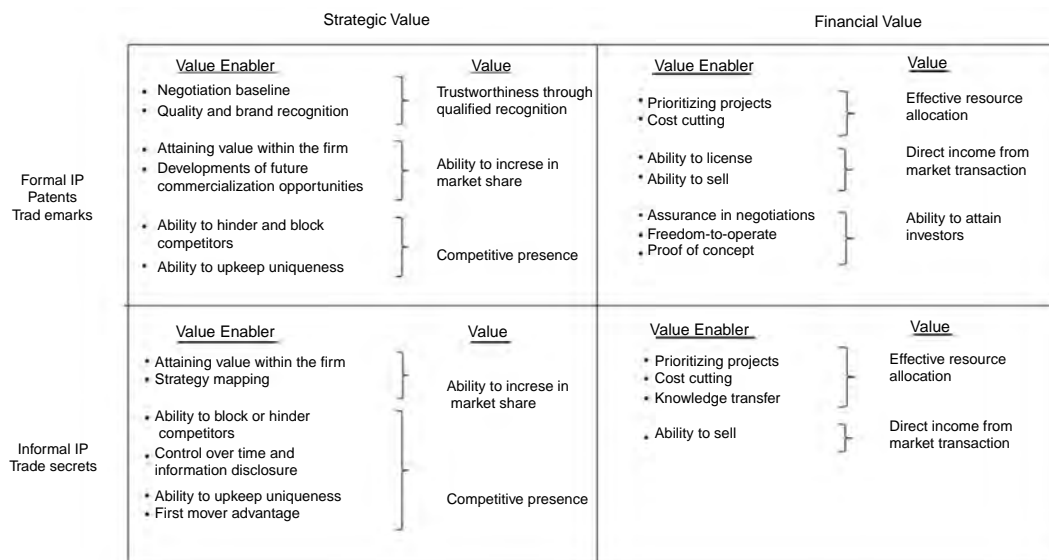 Strategic Value
Financial Value
Formal IP
Patents
Trad emarks
Value Enabler
Value
• Negotiation baseline
• Quality and brand recognition
Trustworthiness through
qualified recognition
• Attaining value within the firm
• Developments of future
commercialization opportunities
Ability to increse in
market share
• Ability to hinder and block
competitors
• Ability to upkeep uniqueness
Competitive presence
Value Enabler
Value
• Prioritizing projects
• Cost cutting
Effective resource
allocation
• Ability to license
• Ability to sell
Direct income from
market transaction
• Assurance in negotiations
• Freedom-to-operate
• Proof of concept
Ability to attain
investors
Informal IP
Trade secrets
Value Enabler
Value
• Attaining value within the firm
• Strategy mapping
Ability to increse in
market share
• Ability to block or hinder
competitors
• Control over time and
information disclosure
• Ability to upkeep uniqueness
• First mover advantage
Competitive presence
Value Enabler
Value
• Prioritizing projects
• Cost cutting
• Knowledge transfer
Effective resource
allocation
• Ability to sell
Direct income from
market transaction